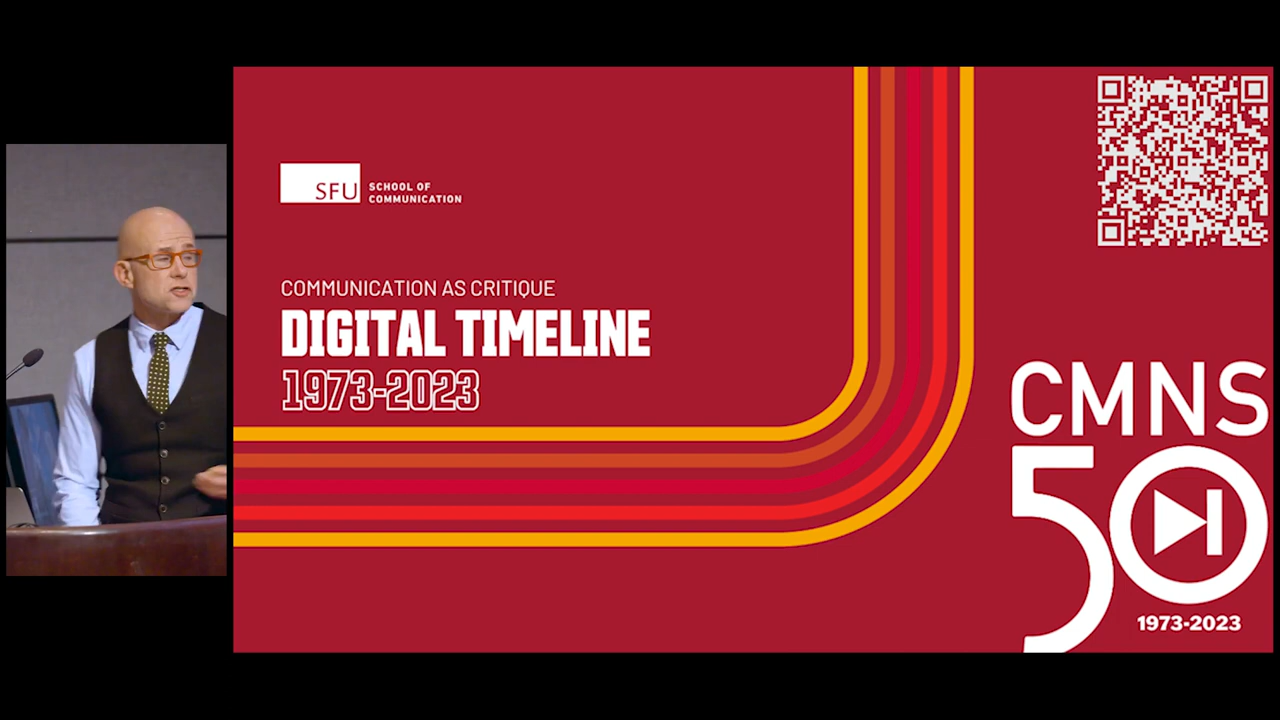 SFU
SCHOOL OF
COMMUNICATION
COMMUNICATION AS CRITIQUE
DIGITAL TIMELINE
1973-2023
CMNS
50
1973-2023